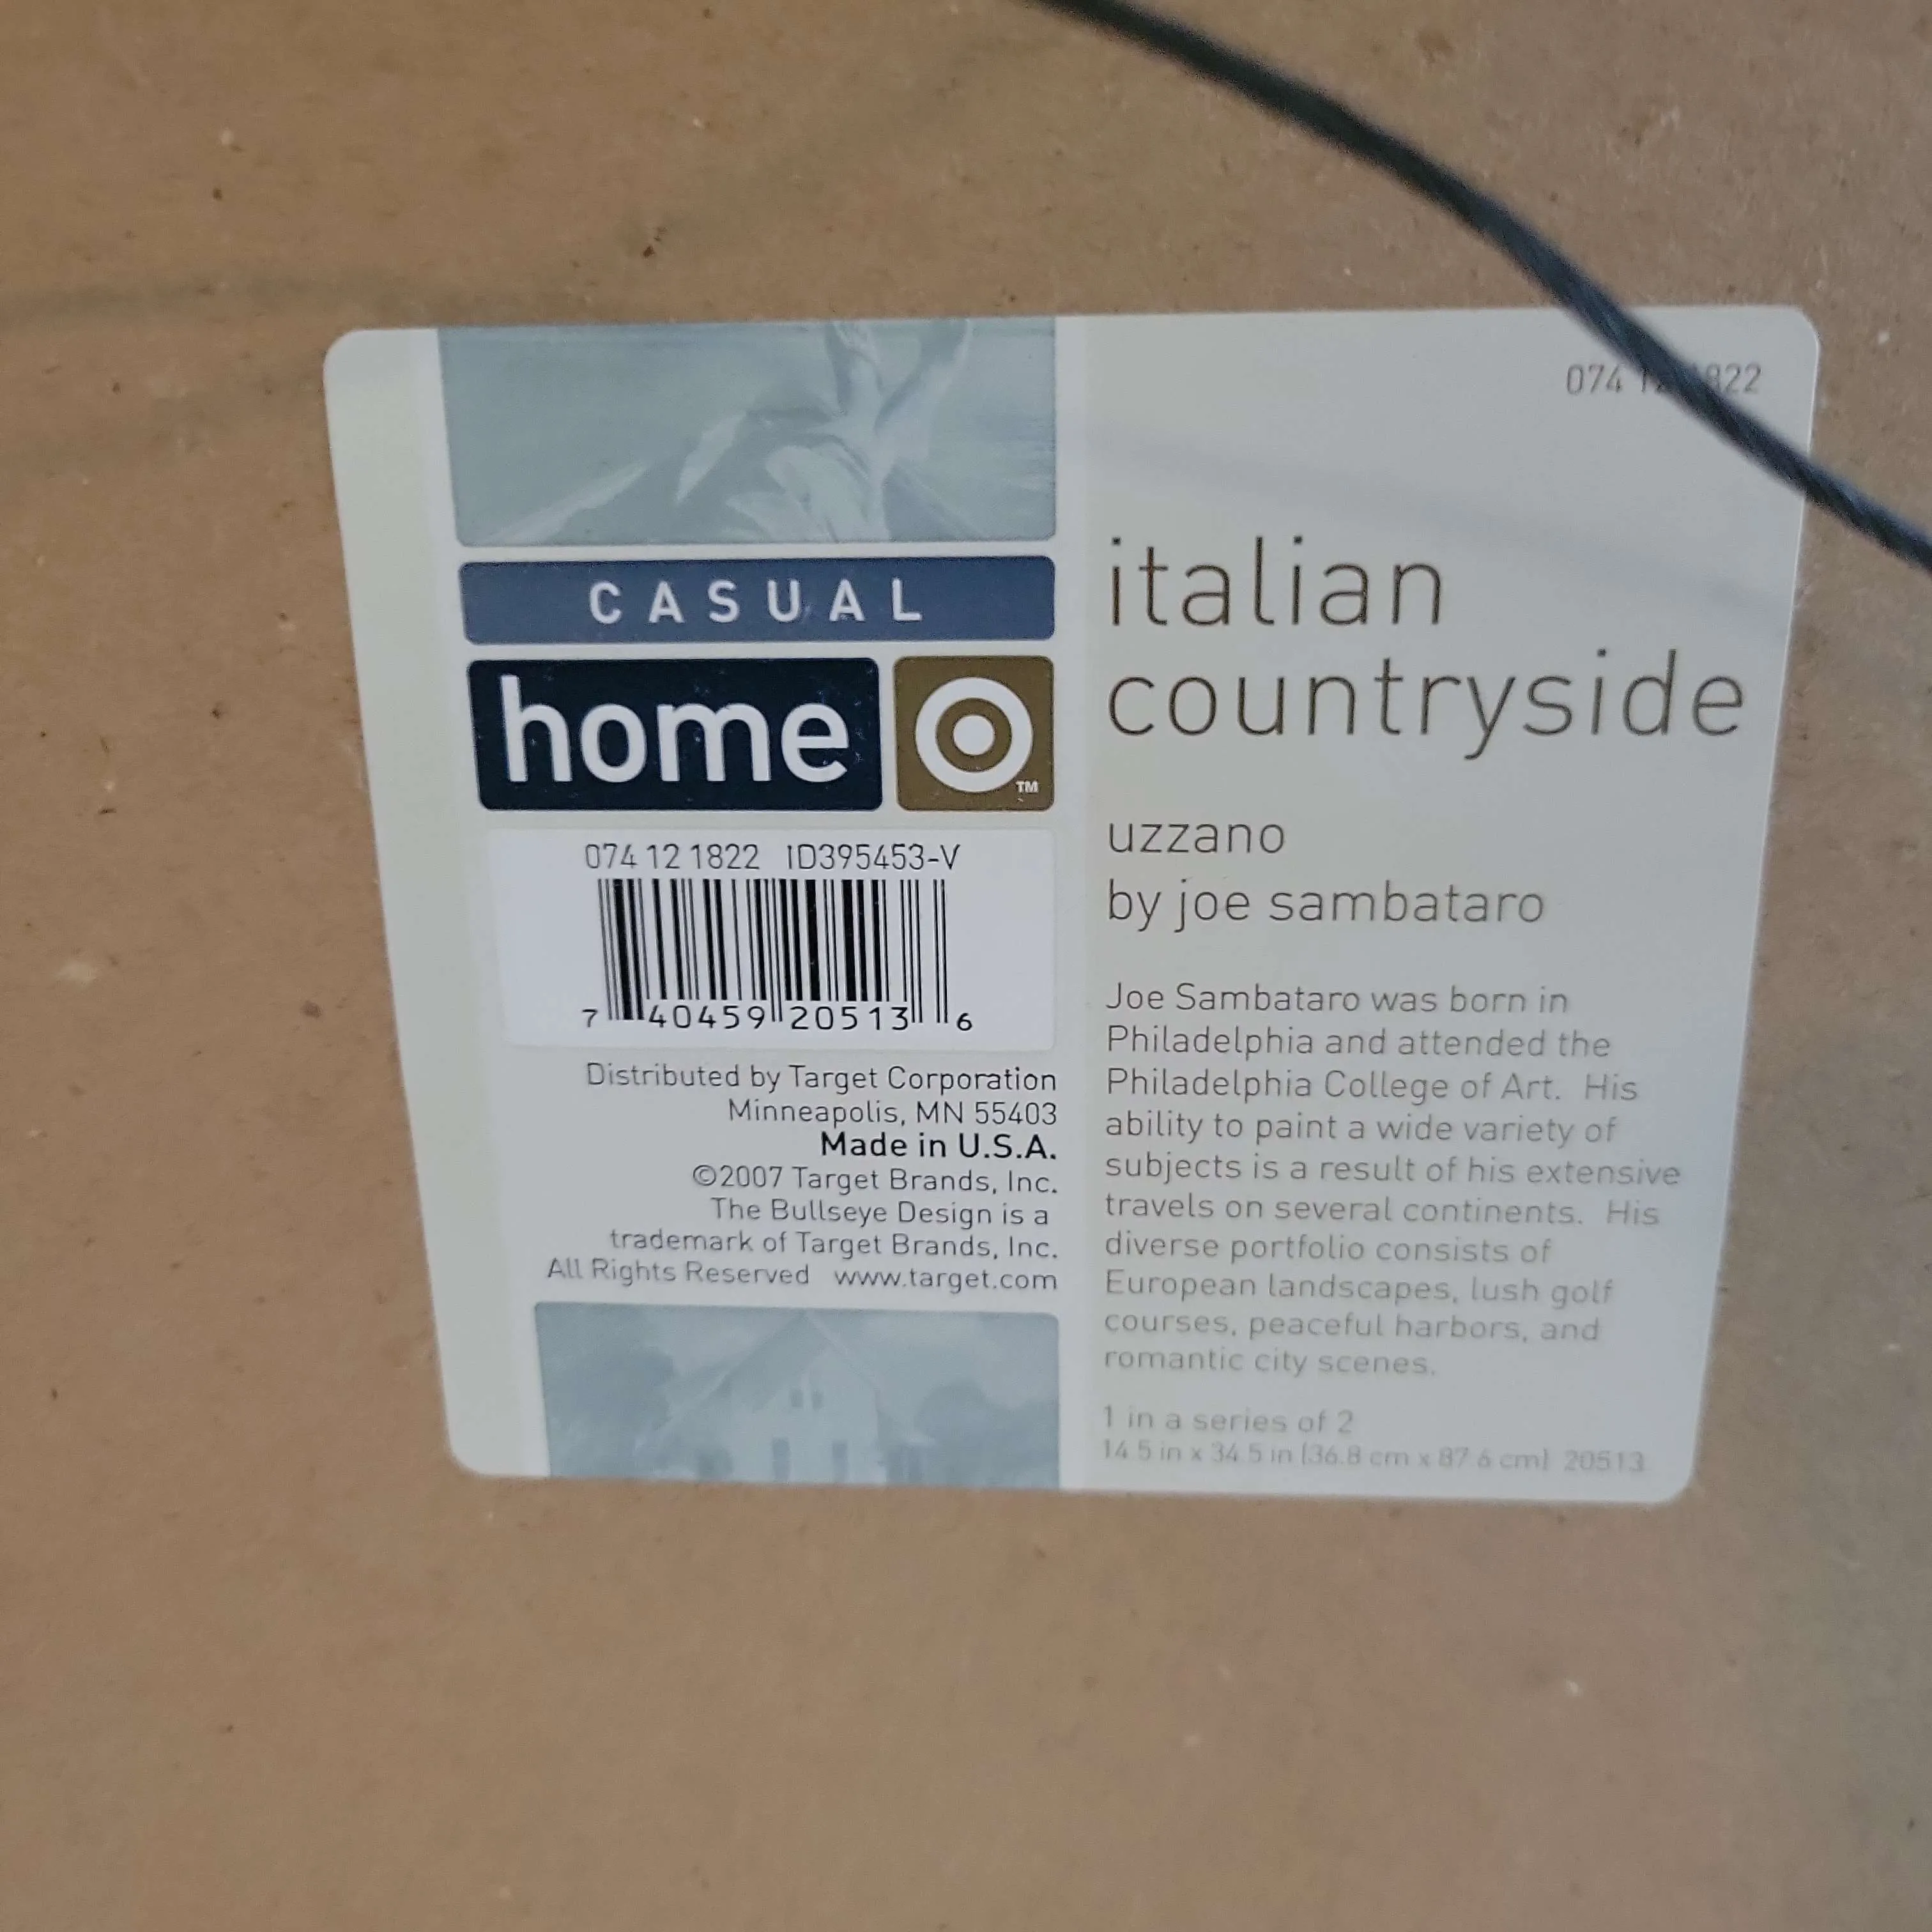 CASUAL
home
TM
074 12 1822 ID395453-V
7 40459 20513 6
Distributed by Target Corporation
Minneapolis, MN 55403
Made in U.S.A.
©2007 Target Brands, Inc.
The Bullseye Design is a
trademark of Target Brands, Inc.
All Rights Reserved www.target.com
074 12 1822
italian
countryside
uzzano
by joe sambataro
Joe Sambataro was born in
Philadelphia and attended the
Philadelphia College of Art. His
ability to paint a wide variety of
subjects is a result of his extensive
travels on several continents. His
diverse portfolio consists of
European landscapes, lush golf
courses, peaceful harbors, and
romantic city scenes.
1 in a series of 2
14.5 in x 34.5 in (36.8 cm x 87.6 cm) 20513